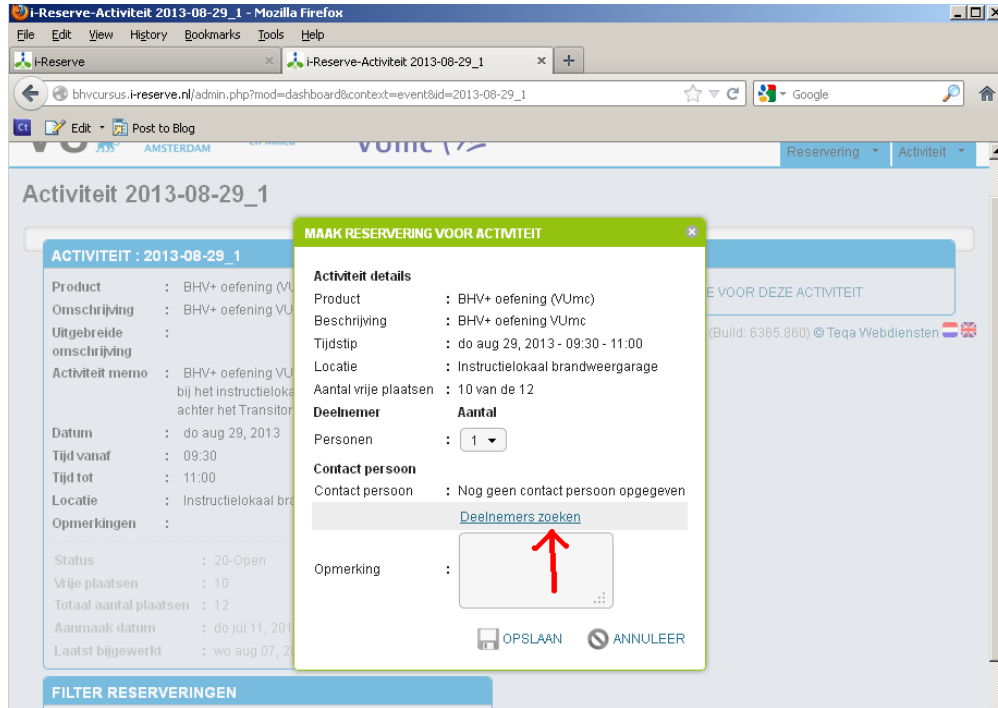 i-Reserve-Activiteit 2013-08-29_1 - Mozilla Firefox
File Edit View History Bookmarks Tools Help
i-Reserve × i-Reserve-Activiteit 2013-08-29_1 × +
bhvcursus.i-reserve.nl/admin.php?mod=dashboard&context=event&id=2013-08-29_1 Google
Ct Edit Post to Blog
AMSTERDAM en Milieu VUmc Reservering Activiteit
Activiteit 2013-08-29_1
MAAK RESERVERING VOOR ACTIVITEIT
Activiteit details
Product : BHV+ oefening (VUmc)
Beschrijving : BHV+ oefening VUmc
Tijdstip : do aug 29, 2013 - 09:30 - 11:00
Locatie : Instructielokaal brandweergarage
Aantal vrije plaatsen : 10 van de 12
Deelnemer Aantal
Personen : 1
Contact persoon
Contact persoon : Nog geen contact persoon opgegeven
Deelnemers zoeken
Opmerking :
OPSLAAN ANNULEER
ACTIVITEIT : 2013-08-29_1
Product : BHV+ oefening (VU
Omschrijving : BHV+ oefening VU
Uitgebreide :
omschrijving
Activiteit memo : BHV+ oefening VU
bij het instructieloka
achter het Transitor
Datum : do aug 29, 2013
Tijd vanaf : 09:30
Tijd tot : 11:00
Locatie : Instructielokaal bra
Opmerkingen :
Status : 20-Open
Vrije plaatsen : 10
Totaal aantal plaatsen : 12
Aanmaak datum : do jul 11, 201
Laatst bijgewerkt : wo aug 07, 2
FILTER RESERVERINGEN
E VOOR DEZE ACTIVITEIT
(Build: 6365.860) © Teqa Webdiensten